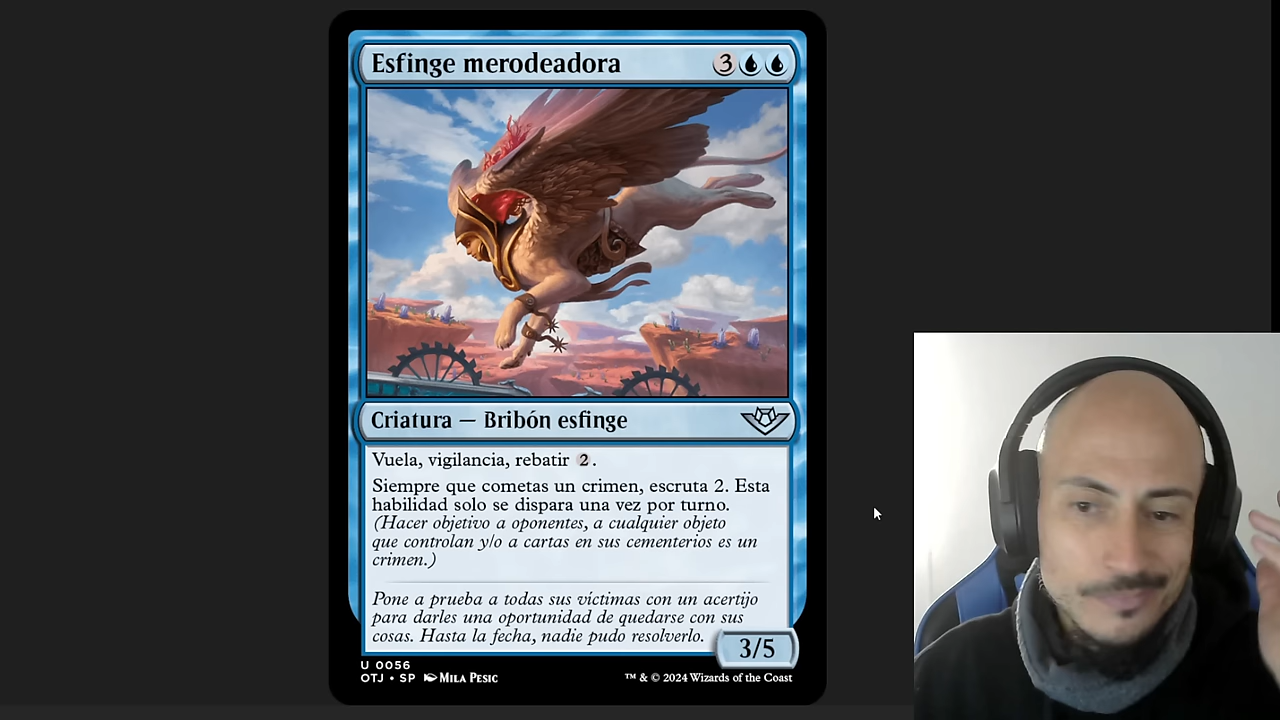 Esfinge merodeadora 3
Criatura — Bribón esfinge
Vuela, vigilancia, rebatir 2.
Siempre que cometas un crimen, escruta 2. Esta
habilidad solo se dispara una vez por turno.
(Hacer objetivo a oponentes, a cualquier objeto
que controlan y/o a cartas en sus cementerios es un
crimen.)
Pone a prueba a todas sus víctimas con un acertijo
para darles una oportunidad de quedarse con sus
cosas. Hasta la fecha, nadie pudo resolverlo.
3/5
U 0056
OTJ • SP Mila Pesic ™ & © 2024 Wizards of the Coast